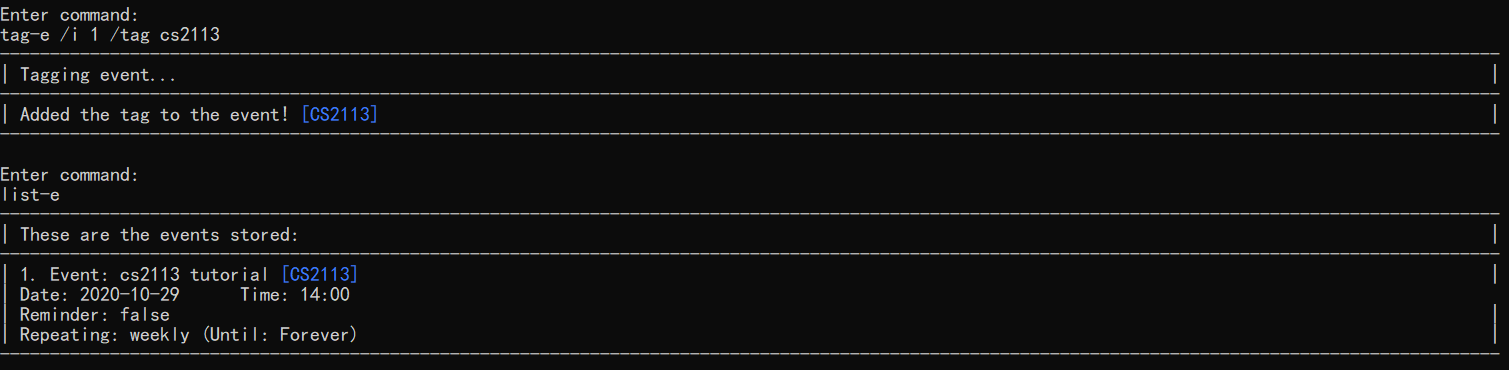 Enter command:
tag-e /i 1 /tag cs2113
| Tagging event... |
| Added the tag to the event! [CS2113] |
Enter command:
list-e
| These are the events stored: |
| 1. Event: cs2113 tutorial [CS2113] |
| Date: 2020-10-29 Time: 14:00
| Reminder: false |
| Repeating: weekly (Until: Forever) |